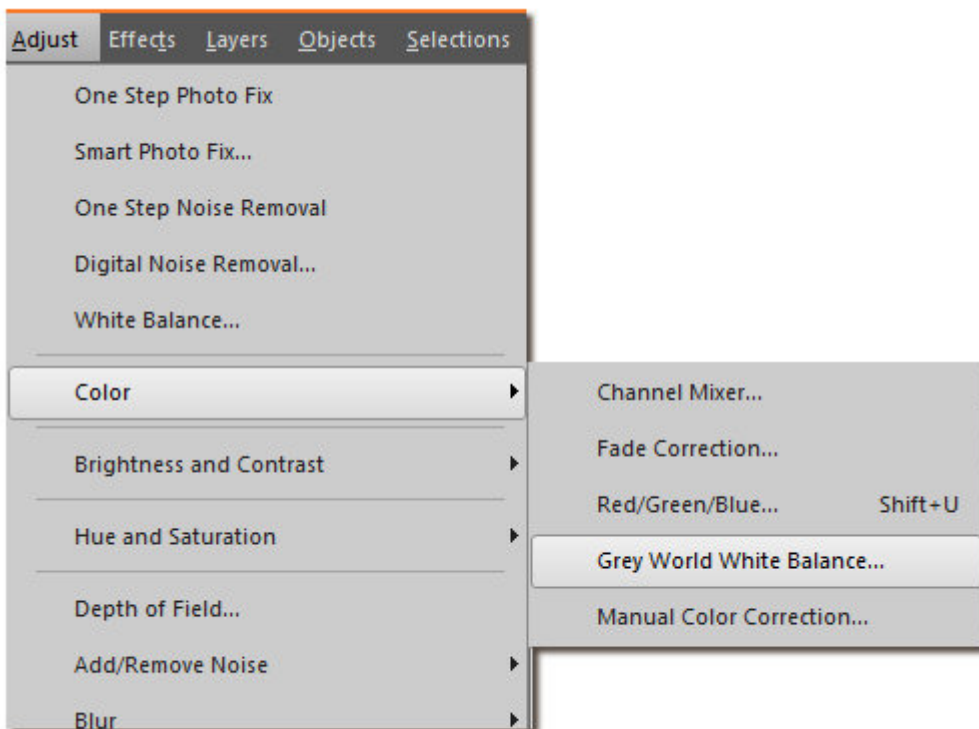 Adjust Effects Layers Objects Selections
One Step Photo Fix
Smart Photo Fix...
One Step Noise Removal
Digital Noise Removal...
White Balance...
Color
Brightness and Contrast
Hue and Saturation
Depth of Field...
Add/Remove Noise
Blur
Channel Mixer...
Fade Correction...
Red/Green/Blue... Shift+U
Grey World White Balance...
Manual Color Correction...